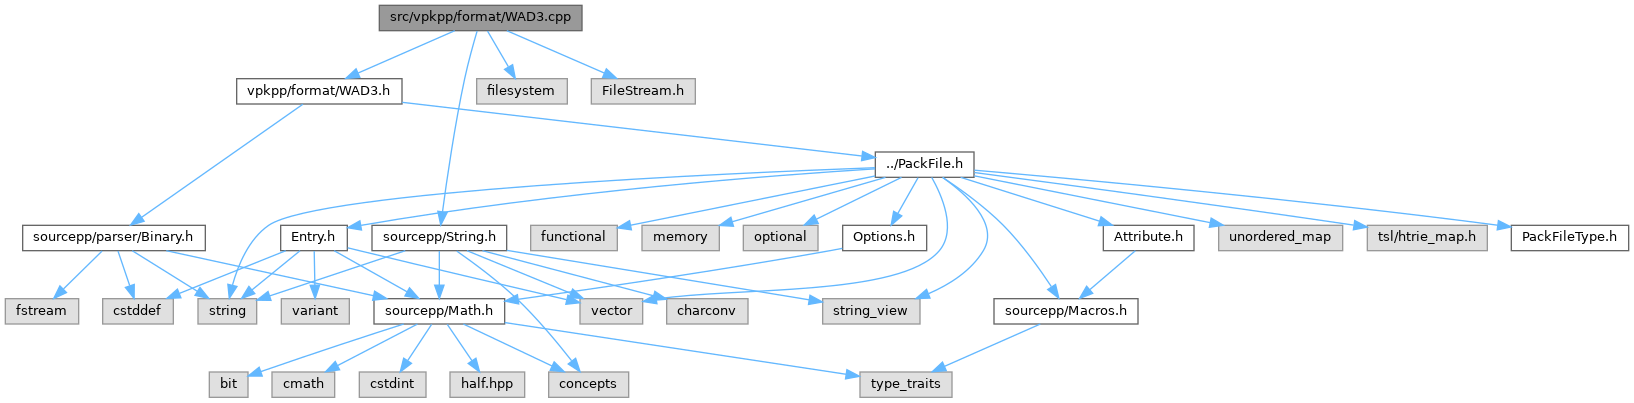 src/vpkpp/format/WAD3.cpp
vpkpp/format/WAD3.h
filesystem
FileStream.h
../PackFile.h
sourcepp/parser/Binary.h
Entry.h
sourcepp/String.h
functional
memory
optional
Options.h
Attribute.h
unordered_map
tsl/htrie_map.h
PackFileType.h
fstream
cstddef
string
variant
sourcepp/Math.h
vector
charconv
string_view
sourcepp/Macros.h
bit
cmath
cstdint
half.hpp
concepts
type_traits